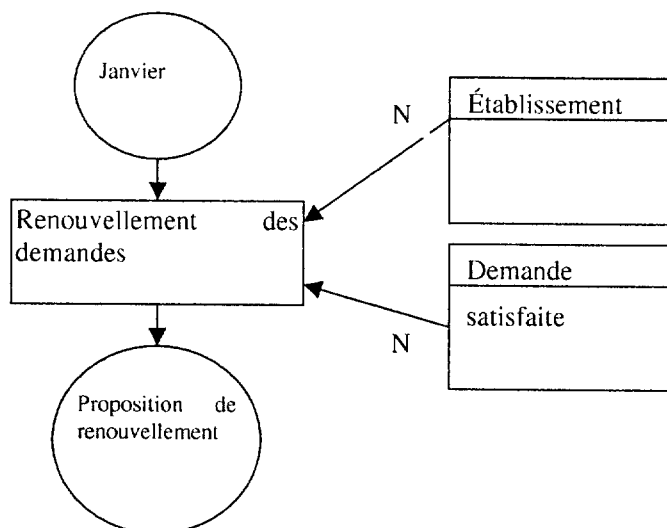 Janvier
N
Établissement
Renouvellement des
demandes
Demande
satisfaite
N
Proposition de
renouvellement